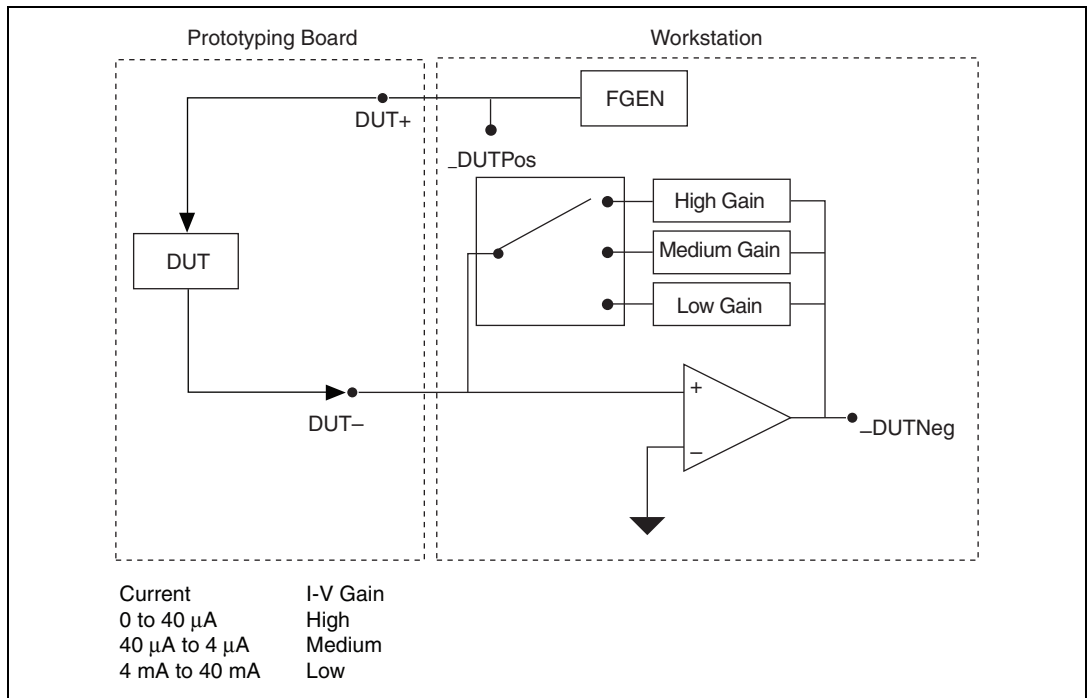 Prototyping Board
Workstation
FGEN
DUT+
_DUTPos
High Gain
Medium Gain
Low Gain
DUT
+
–
DUT–
_DUTNeg
Current I-V Gain
0 to 40 μA High
40 μA to 4 μA Medium
4 mA to 40 mA Low